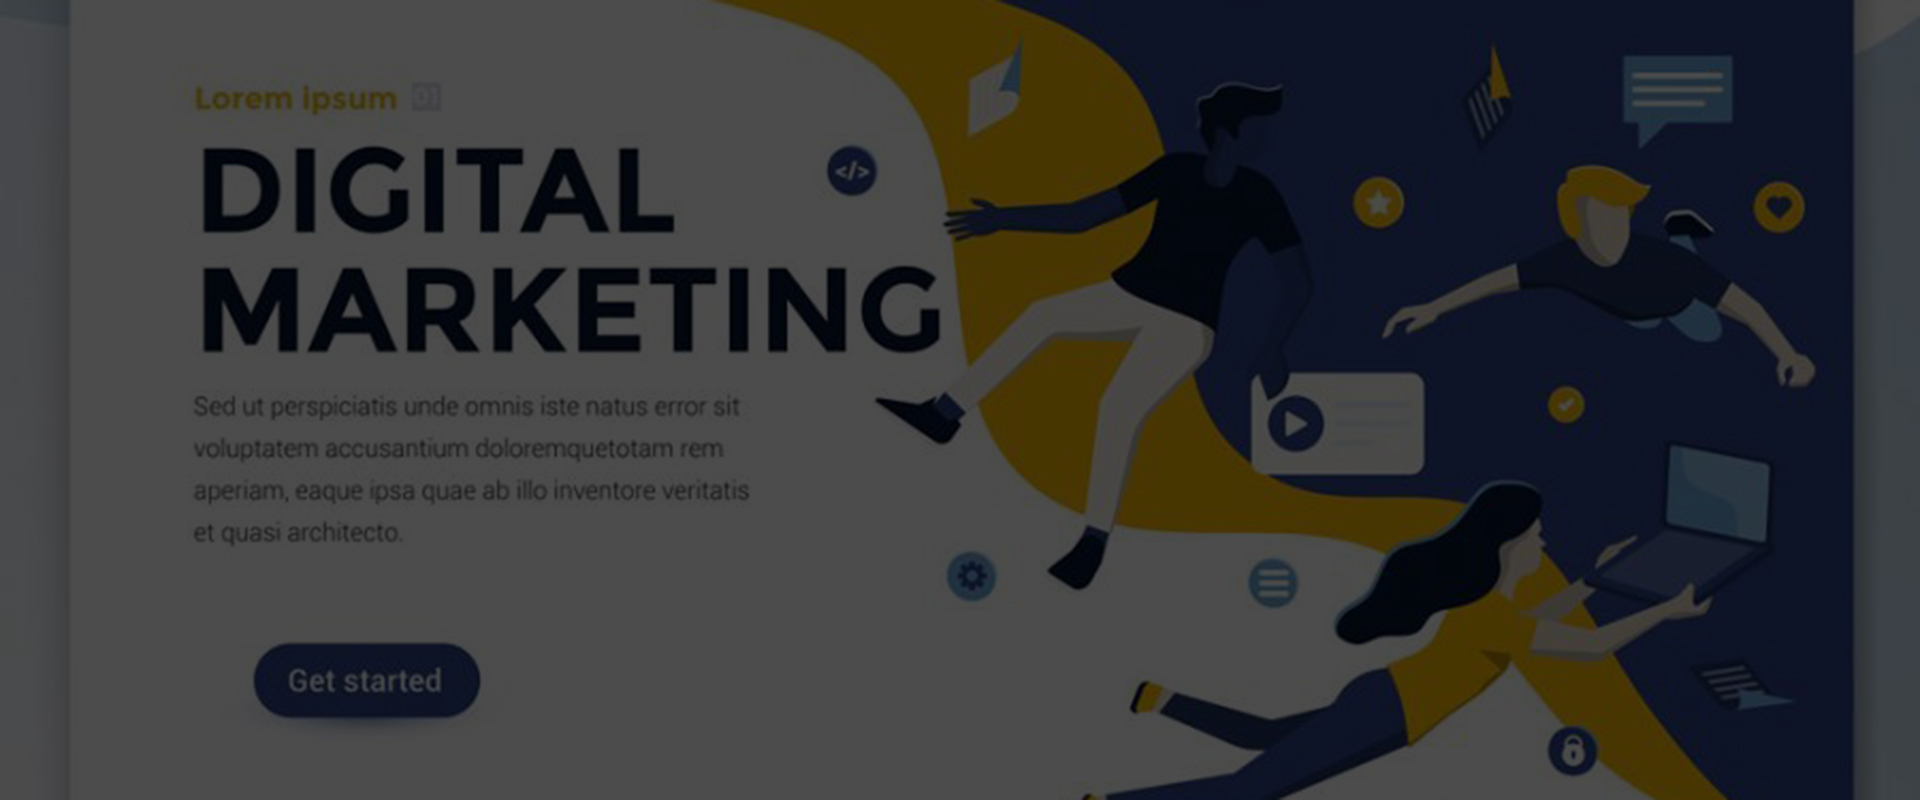 Lorem ipsum
DIGITAL
MARKETING
Sed ut perspiciatis unde omnis iste natus error sit
voluptatem accusantium doloremquetotam rem
aperiam, eaque ipsa quae ab illo inventore veritatis
et quasi architecto.
Get started